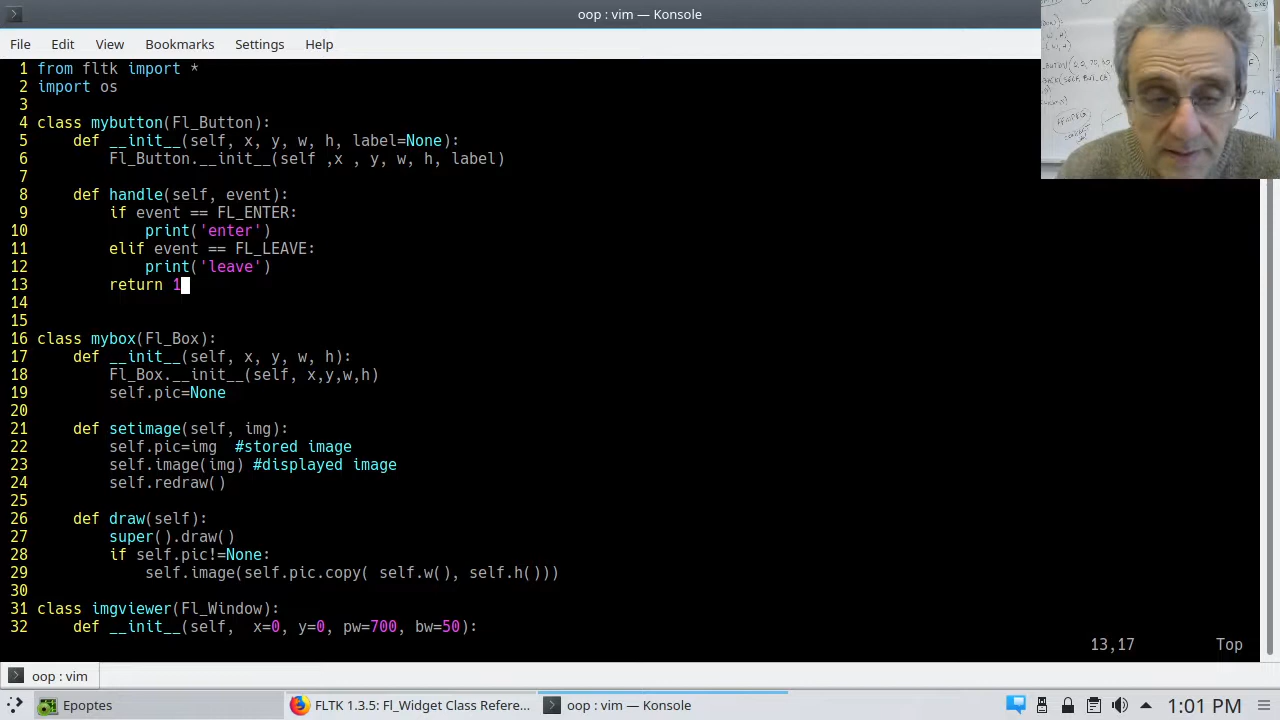 oop : vim — Konsole
File Edit View Bookmarks Settings Help
1 from fltk import *
2 import os
3
4 class mybutton(Fl_Button):
5     def __init__(self, x, y, w, h, label=None):
6         Fl_Button.__init__(self ,x , y, w, h, label)
7
8     def handle(self, event):
9         if event == FL_ENTER:
10             print('enter')
11         elif event == FL_LEAVE:
12             print('leave')
13         return 1
14
15
16 class mybox(Fl_Box):
17     def __init__(self, x, y, w, h):
18         Fl_Box.__init__(self, x,y,w,h)
19         self.pic=None
20
21     def setimage(self, img):
22         self.pic=img  #stored image
23         self.image(img) #displayed image
24         self.redraw()
25
26     def draw(self):
27         super().draw()
28         if self.pic!=None:
29             self.image(self.pic.copy( self.w(), self.h()))
30
31 class imgviewer(Fl_Window):
32     def __init__(self,  x=0, y=0, pw=700, bw=50):
13,17 Top
oop : vim
Epoptes FLTK 1.3.5: Fl_Widget Class Refere... oop : vim — Konsole 1:01 PM